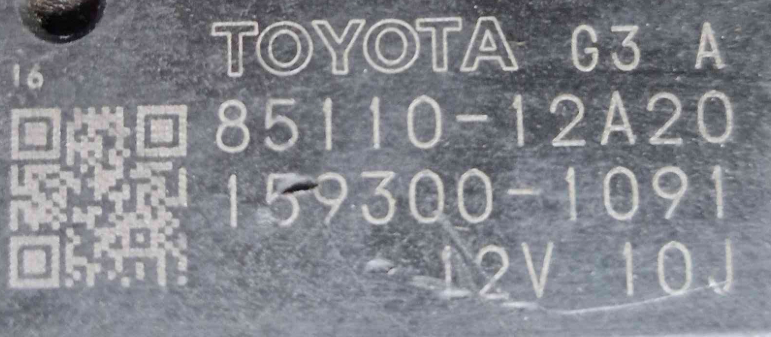 TOYOTA G3 A
16
85110-12A20
159300-1091
12V 10J